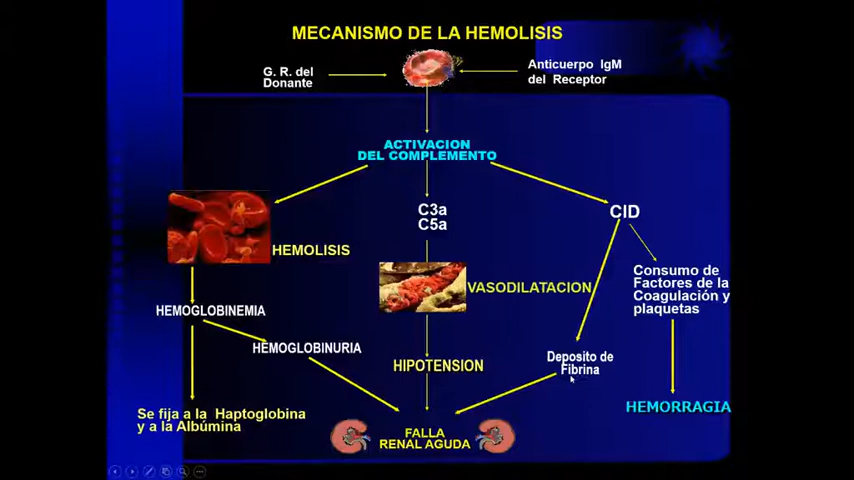 MECANISMO DE LA HEMOLISIS
G. R. del
Donante
Anticuerpo IgM
del Receptor
ACTIVACION
DEL COMPLEMENTO
C3a
C5a
CID
HEMOLISIS
VASODILATACION
Consumo de
Factores de la
Coagulación y
plaquetas
HEMOGLOBINEMIA
HEMOGLOBINURIA
HIPOTENSION
Deposito de
Fibrina
Se fija a la Haptoglobina
y a la Albúmina
HEMORRAGIA
FALLA
RENAL AGUDA